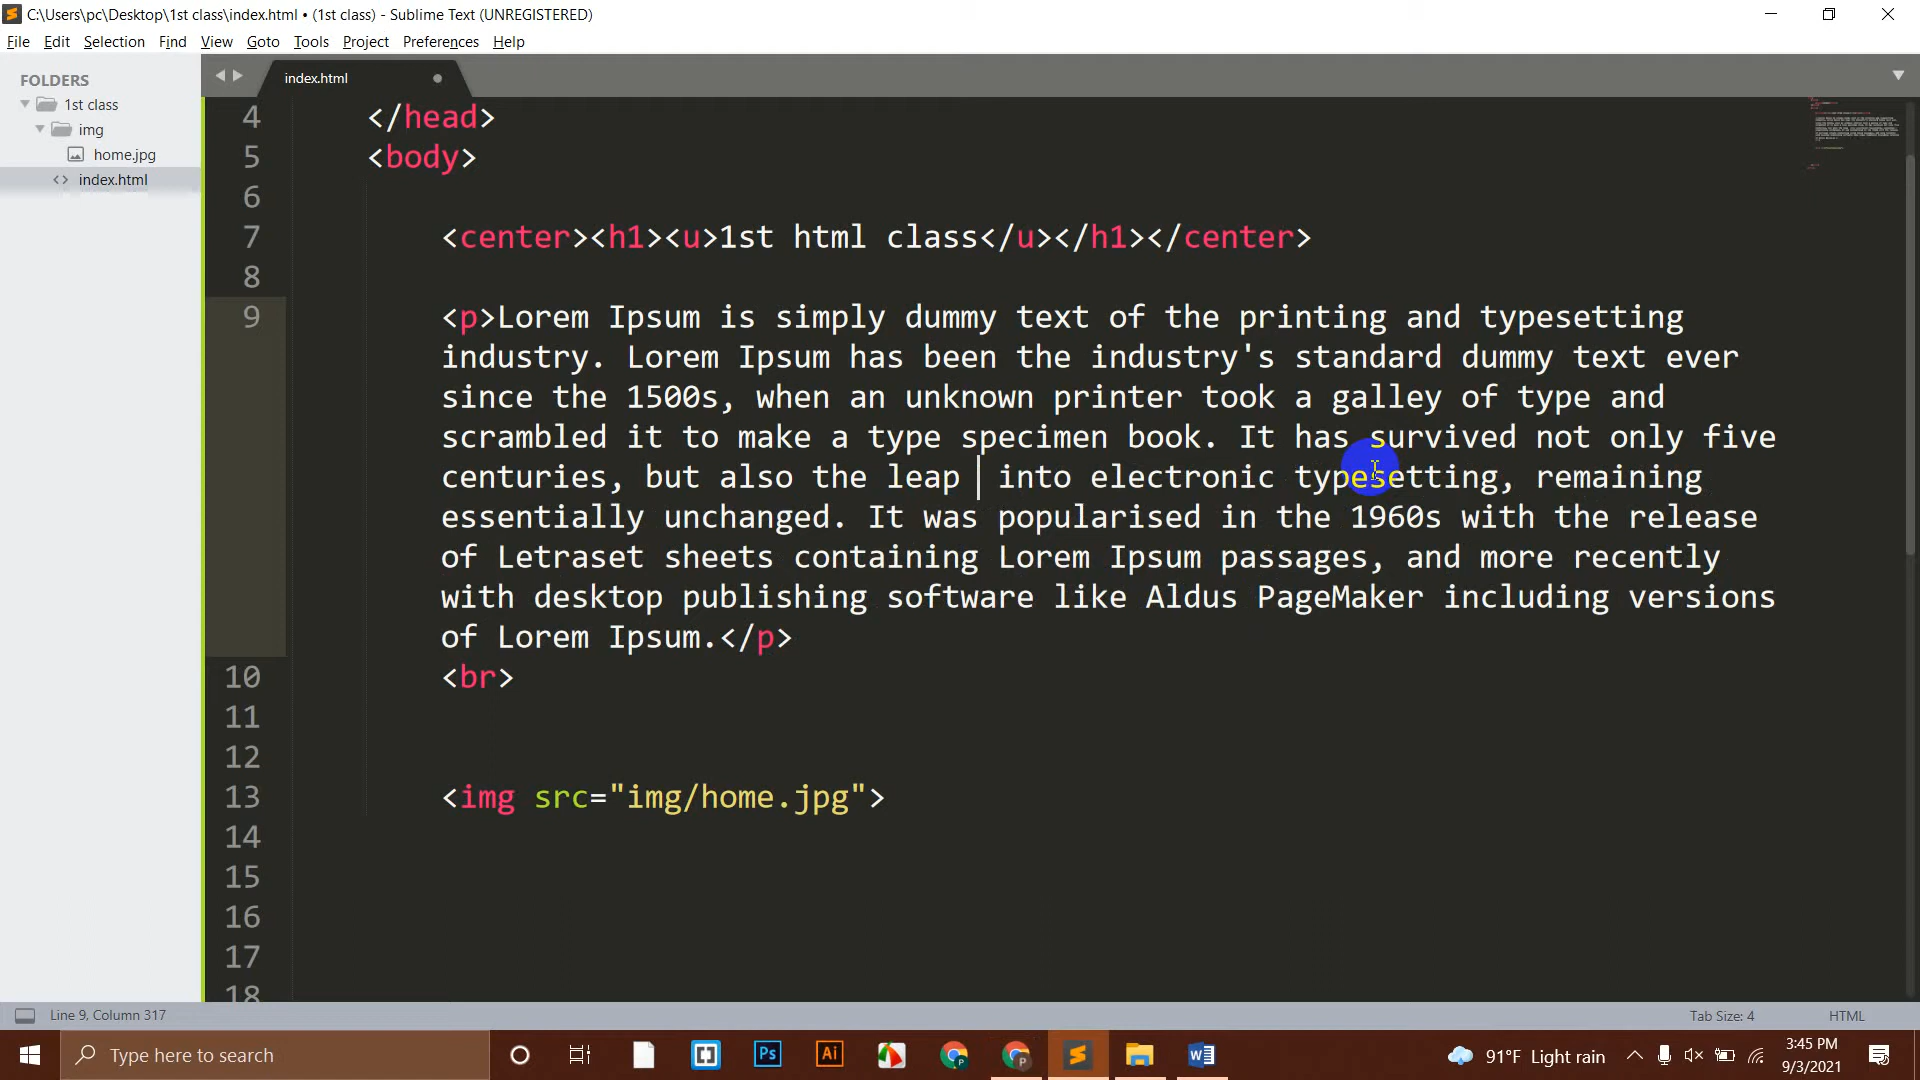 C:\Users\pc\Desktop\1st class\index.html • (1st class) - Sublime Text (UNREGISTERED)
File Edit Selection Find View Goto Tools Project Preferences Help
FOLDERS
1st class
img
home.jpg
index.html
index.html
4 </head>
5 <body>
6
7 <center><h1><u>1st html class</u></h1></center>
8
9 <p>Lorem Ipsum is simply dummy text of the printing and typesetting
industry. Lorem Ipsum has been the industry's standard dummy text ever
since the 1500s, when an unknown printer took a galley of type and
scrambled it to make a type specimen book. It has survived not only five
centuries, but also the leap  into electronic typesetting, remaining
essentially unchanged. It was popularised in the 1960s with the release
of Letraset sheets containing Lorem Ipsum passages, and more recently
with desktop publishing software like Aldus PageMaker including versions
of Lorem Ipsum.</p>
10 <br>
11
12
13 <img src="img/home.jpg">
14
15
16
17
18
Line 9, Column 317 Tab Size: 4 HTML
Type here to search
Ps
Ai
91°F Light rain
3:45 PM
9/3/2021